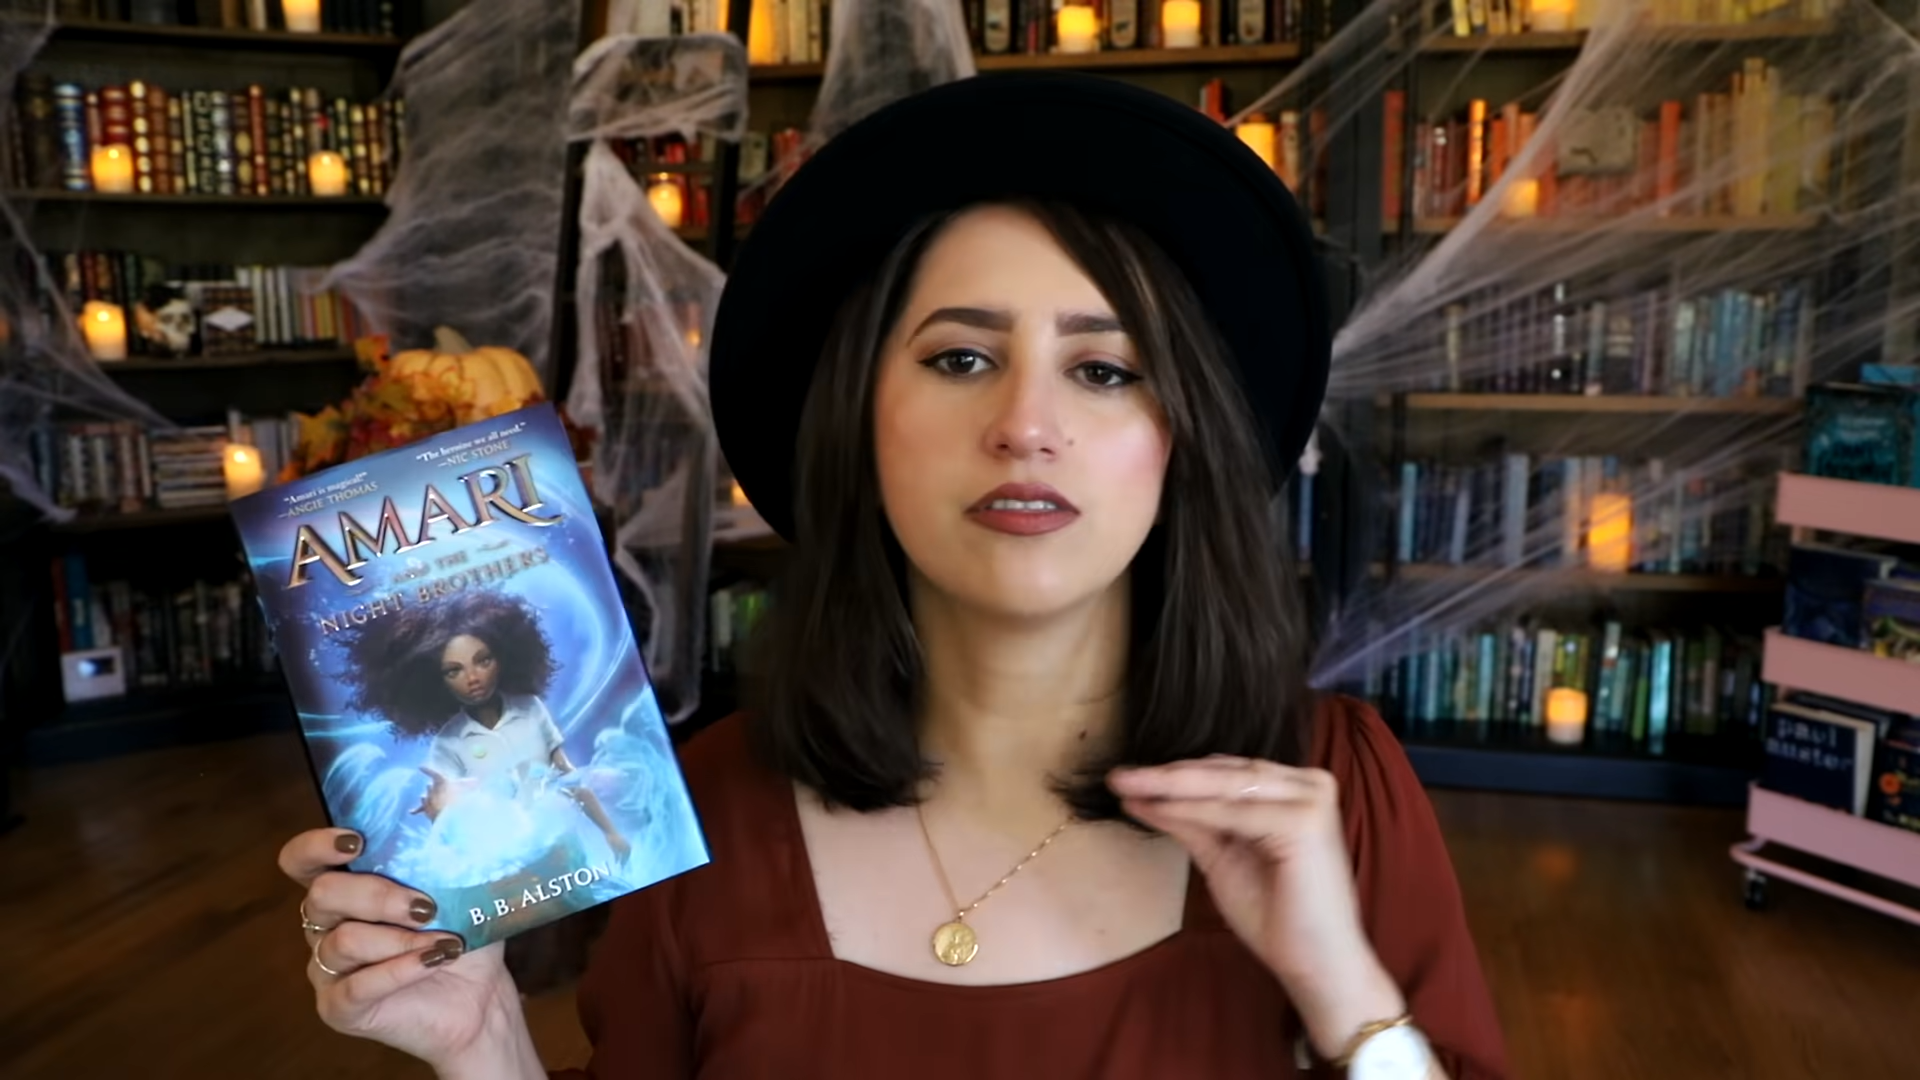 "The heroine we all need."
—NIC STONE
"Amari is magical!"
—ANGIE THOMAS
AMARI
AND THE
NIGHT BROTHERS
B. B. ALSTON
paul
auster